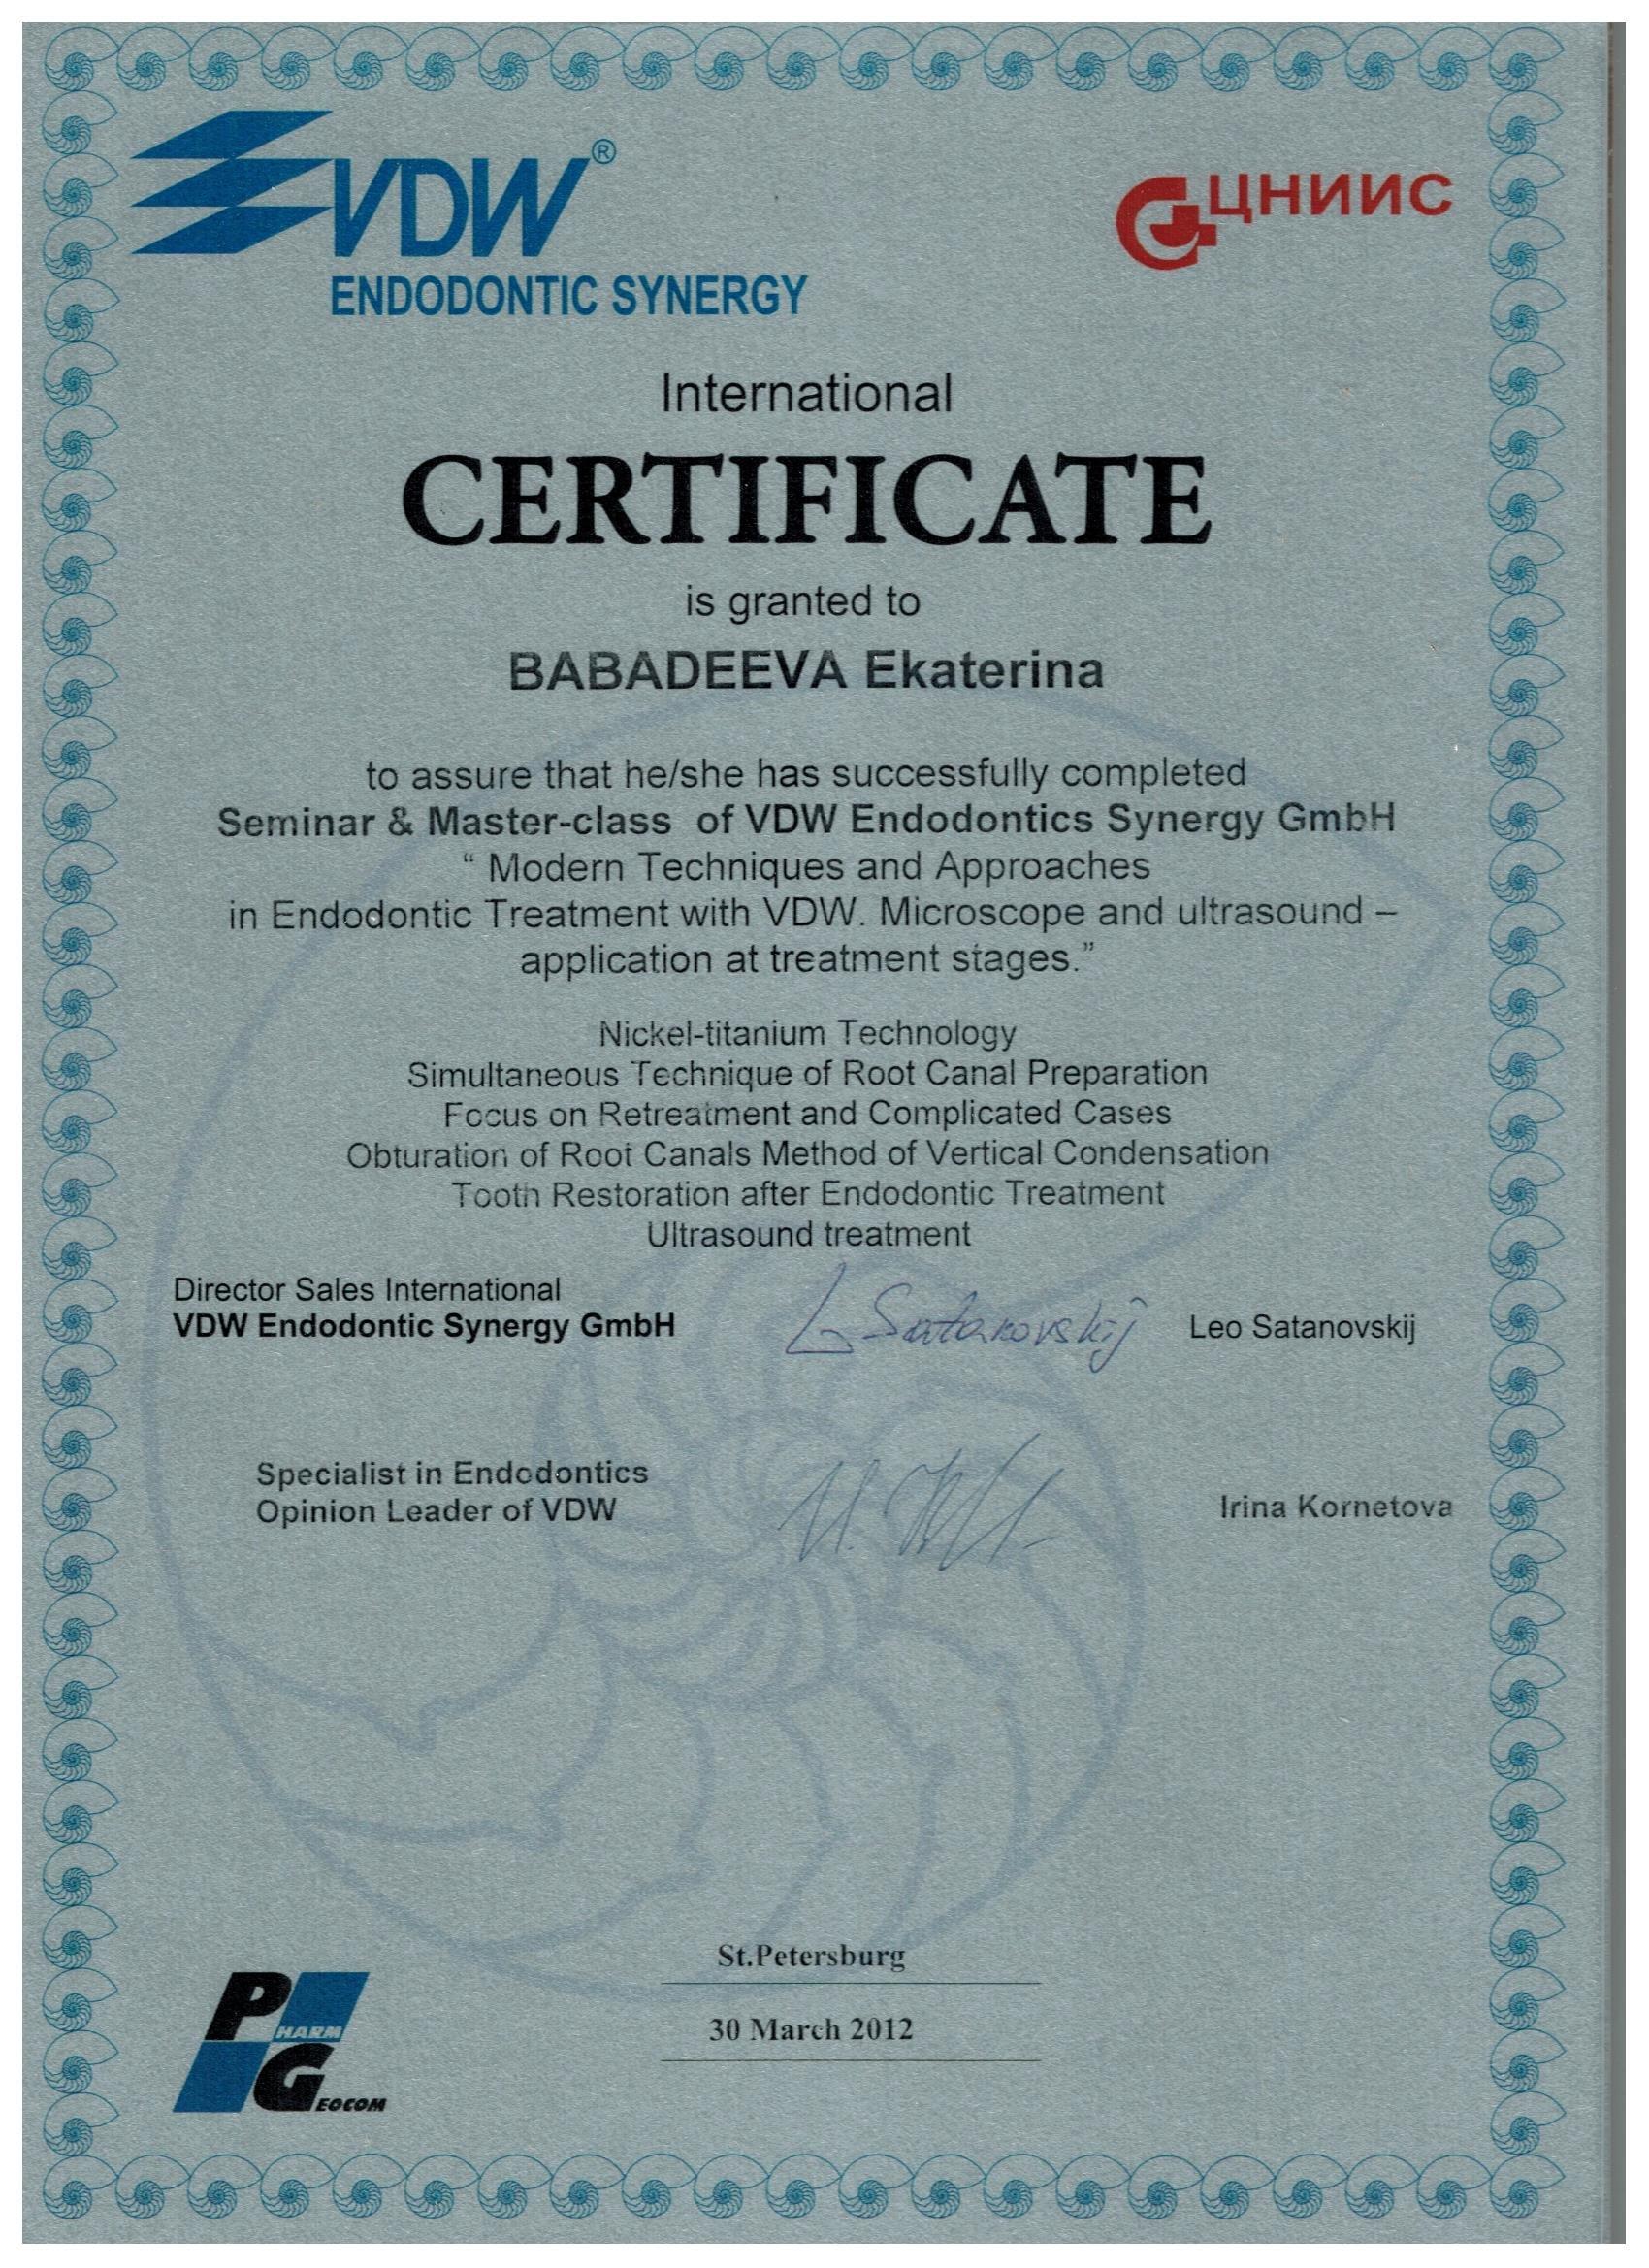 VDW®
ЦНИИС
ENDODONTIC SYNERGY
International
CERTIFICATE
is granted to
BABADEEVA Ekaterina
to assure that he/she has successfully completed
Seminar & Master-class of VDW Endodontics Synergy GmbH
“ Modern Techniques and Approaches
in Endodontic Treatment with VDW. Microscope and ultrasound –
application at treatment stages.”
Nickel-titanium Technology
Simultaneous Technique of Root Canal Preparation
Focus on Retreatment and Complicated Cases
Obturation of Root Canals Method of Vertical Condensation
Tooth Restoration after Endodontic Treatment
Ultrasound treatment
Director Sales International
VDW Endodontic Synergy GmbH
L Satanovskij
Leo Satanovskij
Specialist in Endodontics
Opinion Leader of VDW
Irina Kornetova
St.Petersburg
30 March 2012
PHARM
GEOCOM